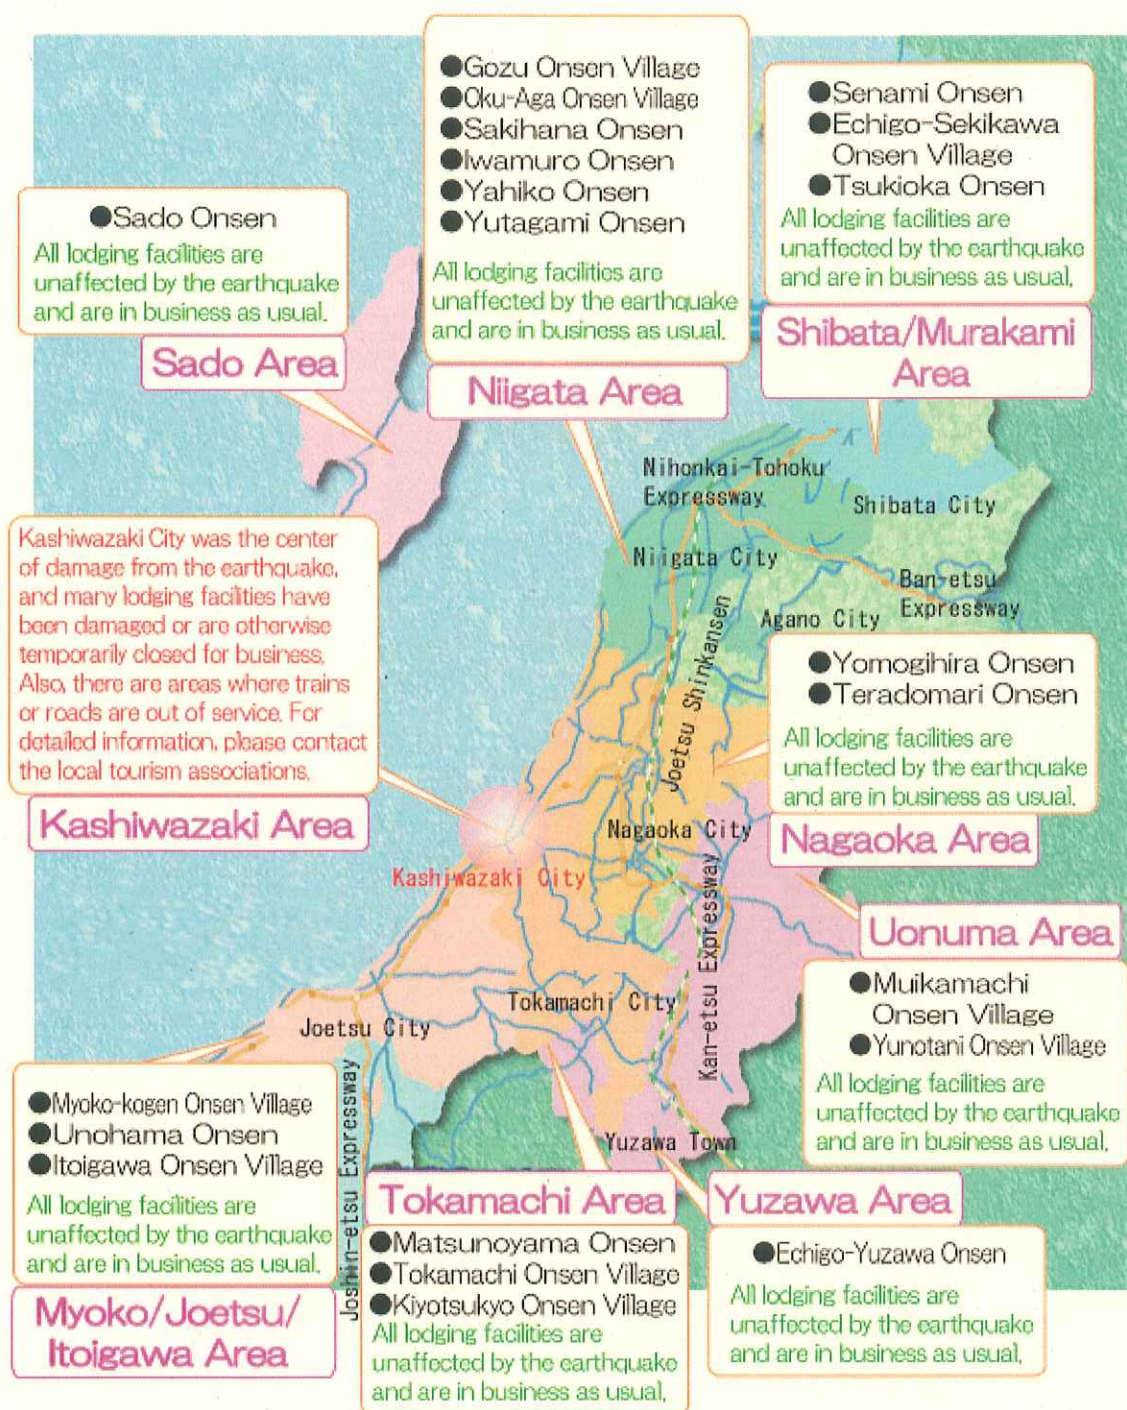 ●Gozu Onsen Village
●Oku-Aga Onsen Village
●Sakihana Onsen
●Iwamuro Onsen
●Yahiko Onsen
●Yutagami Onsen
All lodging facilities are
unaffected by the earthquake
and are in business as usual.
Niigata Area
●Senami Onsen
●Echigo-Sekikawa
Onsen Village
●Tsukioka Onsen
All lodging facilities are
unaffected by the earthquake
and are in business as usual.
Shibata/Murakami
Area
●Sado Onsen
All lodging facilities are
unaffected by the earthquake
and are in business as usual.
Sado Area
Nihonkai-Tohoku
Expressway
Shibata City
Niigata City
Ban-etsu
Expressway
Agano City
Joetsu Shinkansen
Kashiwazaki City was the center
of damage from the earthquake,
and many lodging facilities have
been damaged or are otherwise
temporarily closed for business.
Also, there are areas where trains
or roads are out of service. For
detailed information, please contact
the local tourism associations.
Kashiwazaki Area
●Yomogihira Onsen
●Teradomari Onsen
All lodging facilities are
unaffected by the earthquake
and are in business as usual.
Nagaoka Area
Nagaoka City
Kashiwazaki City
Kan-etsu Expressway
Uonuma Area
●Muikamachi
Onsen Village
●Yunotani Onsen Village
All lodging facilities are
unaffected by the earthquake
and are in business as usual.
Tokamachi City
Joetsu City
Yuzawa Town
Joshin-etsu Expressway
●Myoko-kogen Onsen Village
●Unohama Onsen
●Itoigawa Onsen Village
All lodging facilities are
unaffected by the earthquake
and are in business as usual.
Myoko/Joetsu/
Itoigawa Area
Tokamachi Area
●Matsunoyama Onsen
●Tokamachi Onsen Village
●Kiyotsukyo Onsen Village
All lodging facilities are
unaffected by the earthquake
and are in business as usual.
Yuzawa Area
●Echigo-Yuzawa Onsen
All lodging facilities are
unaffected by the earthquake
and are in business as usual.